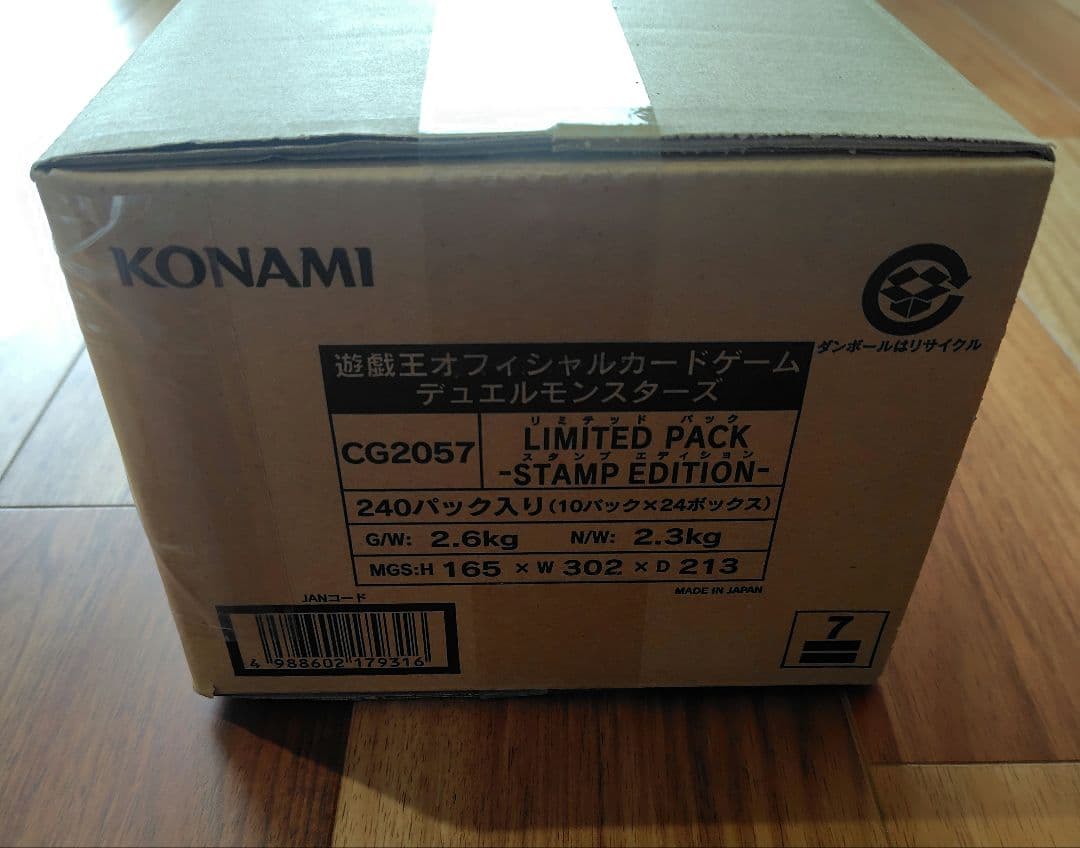 KONAMI
ダンボールはリサイクル
遊戯王オフィシャルカードゲーム
デュエルモンスターズ
CG2057
リミテッド パック
LIMITED PACK
スタンプ エディション
-STAMP EDITION-
240パック入り(10パック×24ボックス)
G/W: 2.6kg N/W: 2.3kg
MGS:H 165 × W 302 × D 213
MADE IN JAPAN
JANコード
4 988602 179316
7